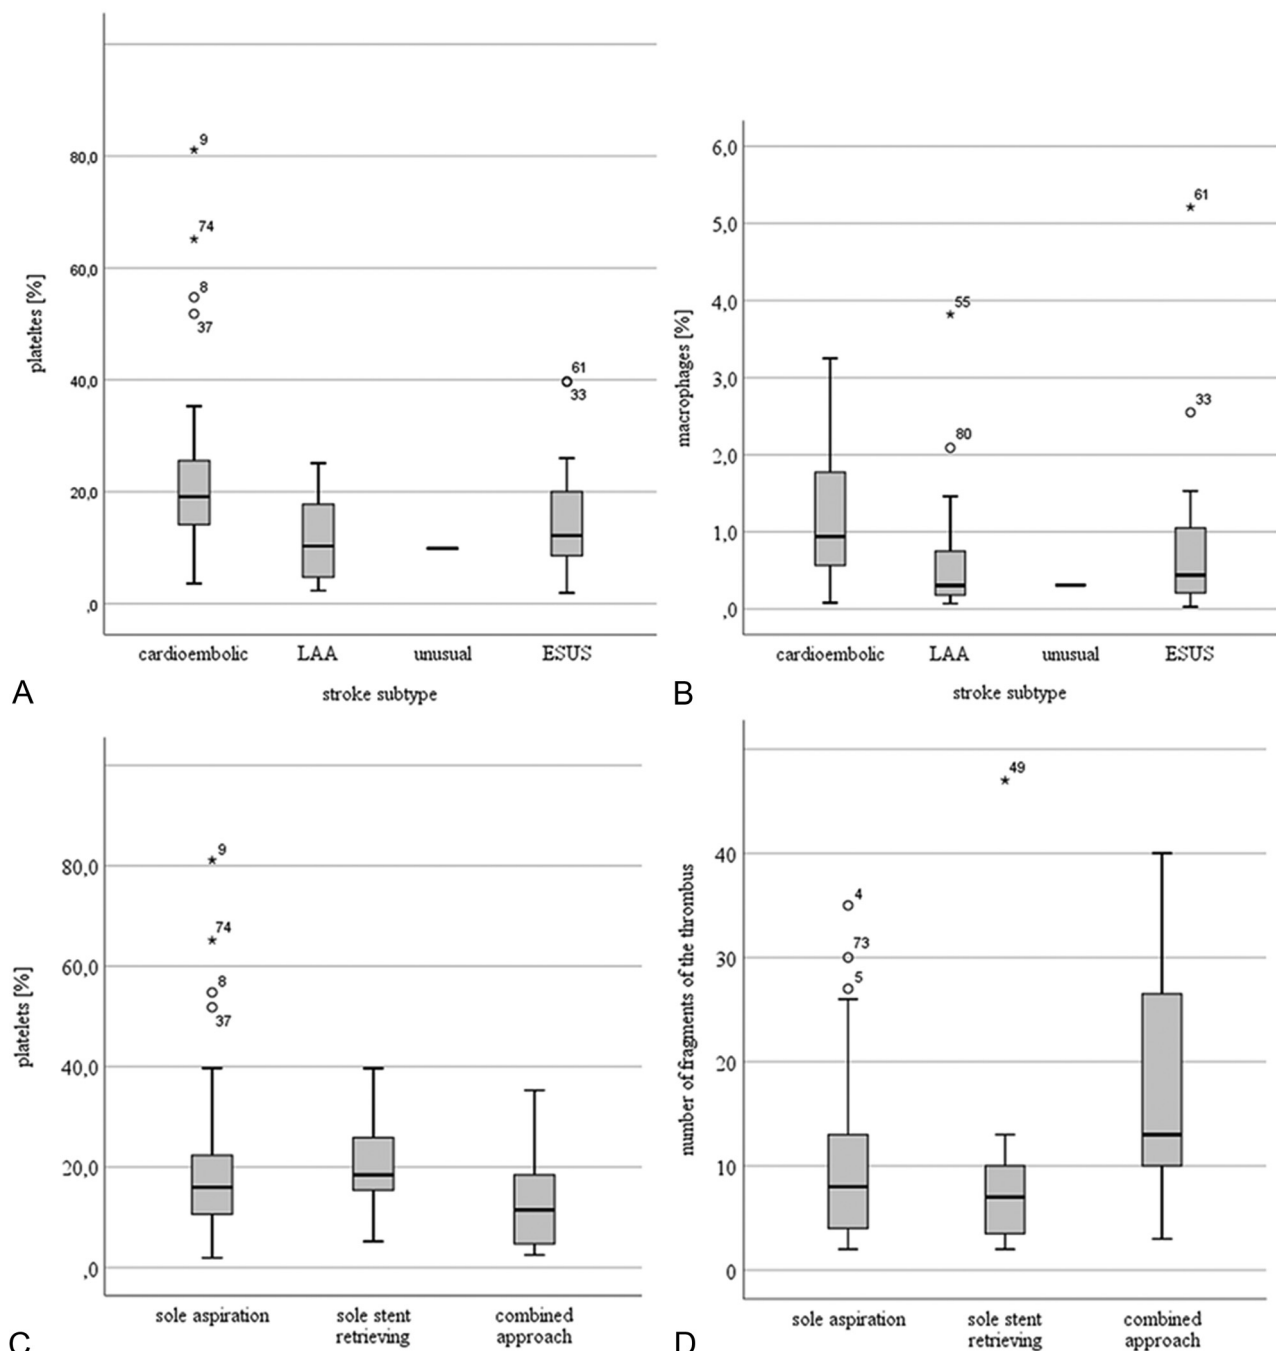 9
80,0
74
60,0
8
37
plateltes [%]
40,0
61
33
20,0
,0
cardioembolic LAA unusual ESUS
stroke subtype
A
6,0
61
5,0
4,0
55
macrophages [%]
3,0
33
80
2,0
1,0
,0
cardioembolic LAA unusual ESUS
stroke subtype
B
9
80,0
74
60,0
8
37
platelets [%]
40,0
20,0
,0
sole aspiration sole stent combined
retrieving approach
C
49
40
4
73
30
5
number of fragments of the thrombus
20
10
0
sole aspiration sole stent combined
retrieving approach
D